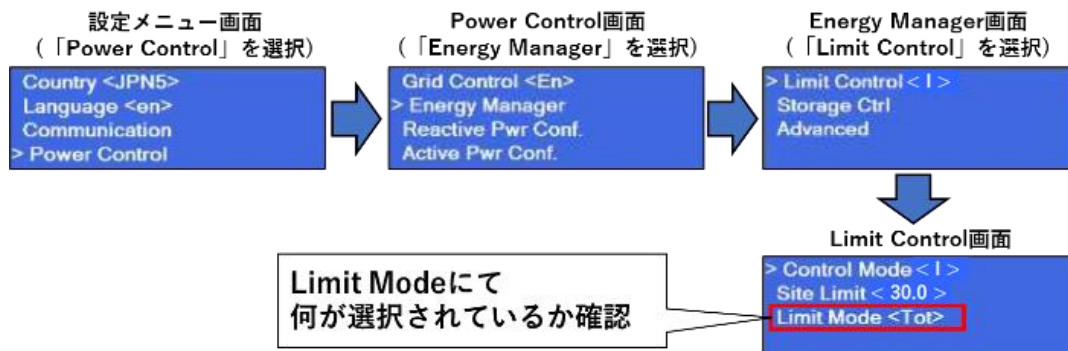 設定メニュー画面
(「Power Control」を選択)
Country <JPN5>
Language <en>
Communication
> Power Control
Power Control画面
(「Energy Manager」を選択)
Grid Control <En>
> Energy Manager
Reactive Pwr Conf.
Active Pwr Conf.
Energy Manager画面
(「Limit Control」を選択)
> Limit Control < I >
Storage Ctrl
Advanced
Limit Control画面
> Control Mode < I >
Site Limit < 30.0 >
Limit Mode <Tot>
Limit Modeにて
何が選択されているか確認